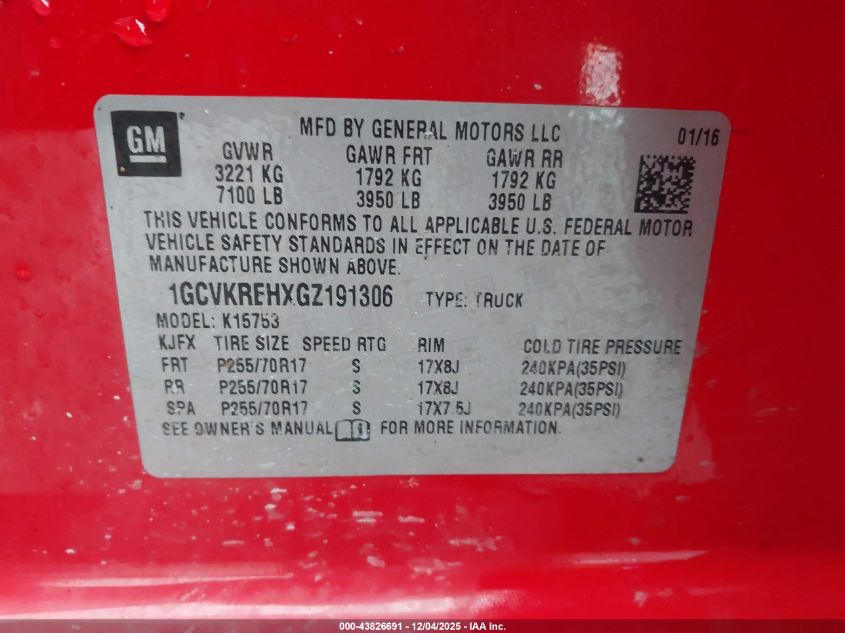 GM
MFD BY GENERAL MOTORS LLC 01/16
GVWR GAWR FRT GAWR RR
3221 KG 1792 KG 1792 KG
7100 LB 3950 LB 3950 LB
THIS VEHICLE CONFORMS TO ALL APPLICABLE U.S. FEDERAL MOTOR
VEHICLE SAFETY STANDARDS IN EFFECT ON THE DATE OF
MANUFACTURE SHOWN ABOVE.
1GCVKREHXGZ191306 TYPE: TRUCK
MODEL: K15753
KJFX TIRE SIZE SPEED RTG RIM COLD TIRE PRESSURE
FRT P255/70R17 S 17X8J 240KPA(35PSI)
RR P255/70R17 S 17X8J 240KPA(35PSI)
SPA P255/70R17 S 17X7.5J 240KPA(35PSI)
SEE OWNER'S MANUAL FOR MORE INFORMATION.
000-43826691 - 12/04/2025 - IAA Inc.